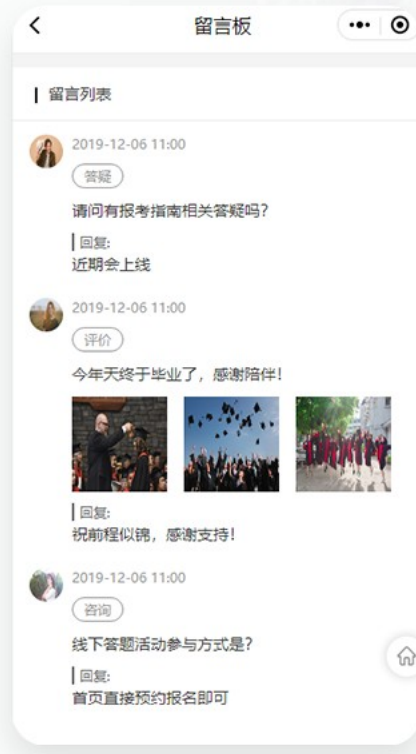 留言板
留言列表
2019-12-06 11:00
答疑
请问有报考指南相关答疑吗?
回复:
近期会上线
2019-12-06 11:00
评价
今年天终于毕业了，感谢陪伴!
回复:
祝前程似锦，感谢支持!
2019-12-06 11:00
咨询
线下答题活动参与方式是?
回复:
首页直接预约报名即可